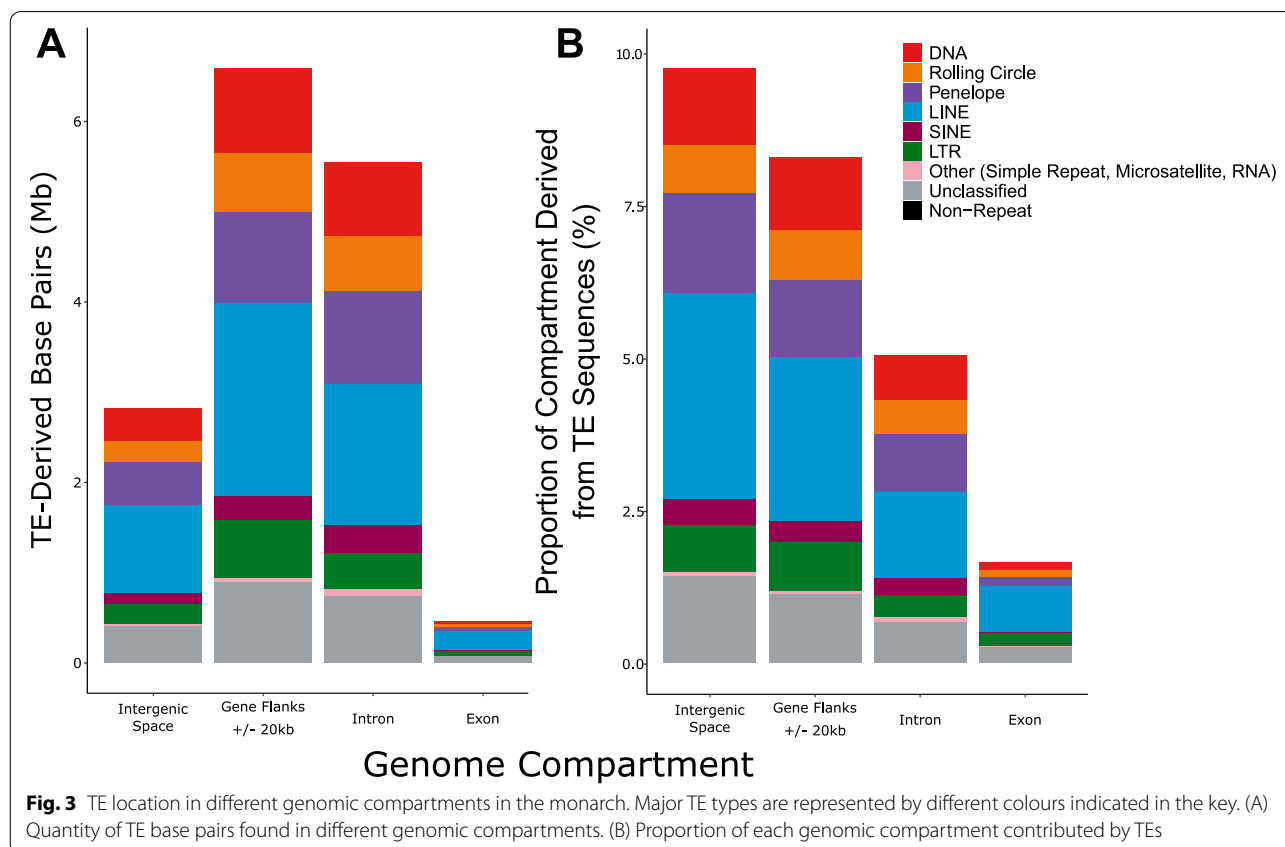 A
TE-Derived Base Pairs (Mb)
6
4
2
0
Intergenic
Space
Gene Flanks
+/- 20kb
Intron
Exon
B
Proportion of Compartment Derived
from TE Sequences (%)
10.0
7.5
5.0
2.5
0.0
DNA
Rolling Circle
Penelope
LINE
SINE
LTR
Other (Simple Repeat, Microsatellite, RNA)
Unclassified
Non-Repeat
Intergenic
Space
Gene Flanks
+/- 20kb
Intron
Exon
Genome Compartment
Fig. 3 TE location in different genomic compartments in the monarch. Major TE types are represented by different colours indicated in the key. (A)
Quantity of TE base pairs found in different genomic compartments. (B) Proportion of each genomic compartment contributed by TEs